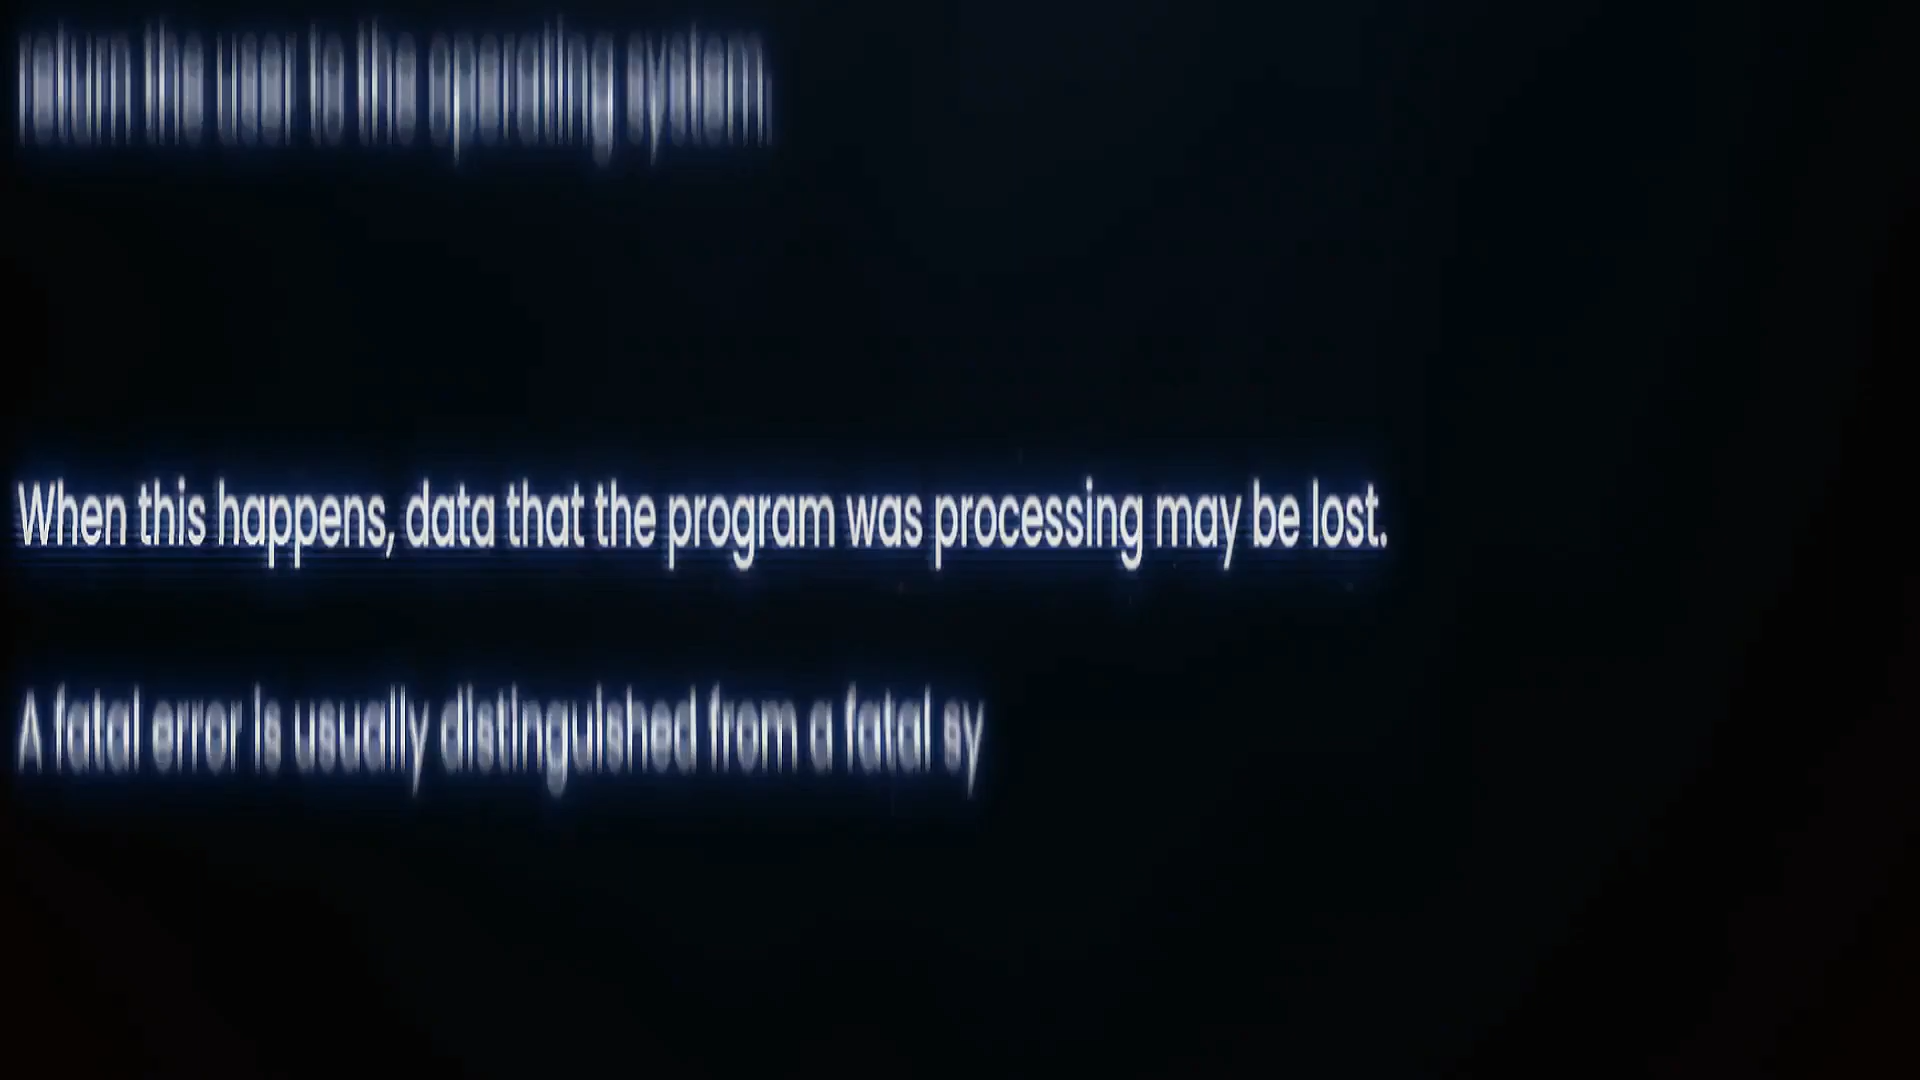 return the user to the operating system.
When this happens, data that the program was processing may be lost.
A fatal error is usually distinguished from a fatal sy